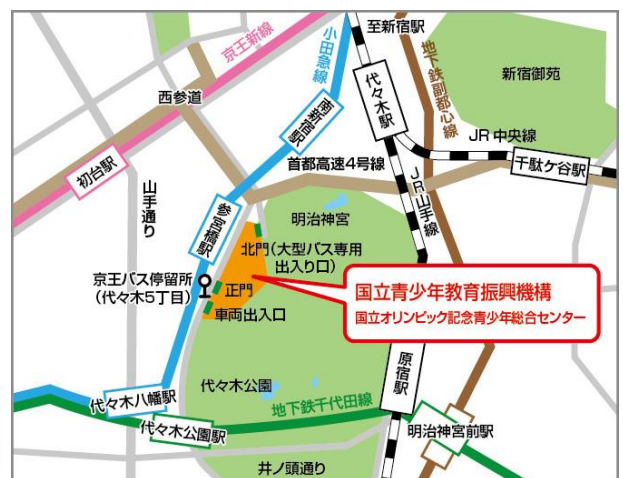 至新宿駅
京王新線
小田急線
地下鉄副都心線
新宿御苑
代々木駅
西参道
南新宿駅
JR中央線
千駄ケ谷駅
初台駅
首都高速4号線
JR山手線
山手通り
参宮橋駅
明治神宮
北門(大型バス専用
出入り口)
京王バス停留所
(代々木5丁目)
正門
車両出入口
国立青少年教育振興機構
国立オリンピック記念青少年総合センター
原宿駅
代々木公園
代々木八幡駅
地下鉄千代田線
代々木公園駅
明治神宮前駅
井ノ頭通り